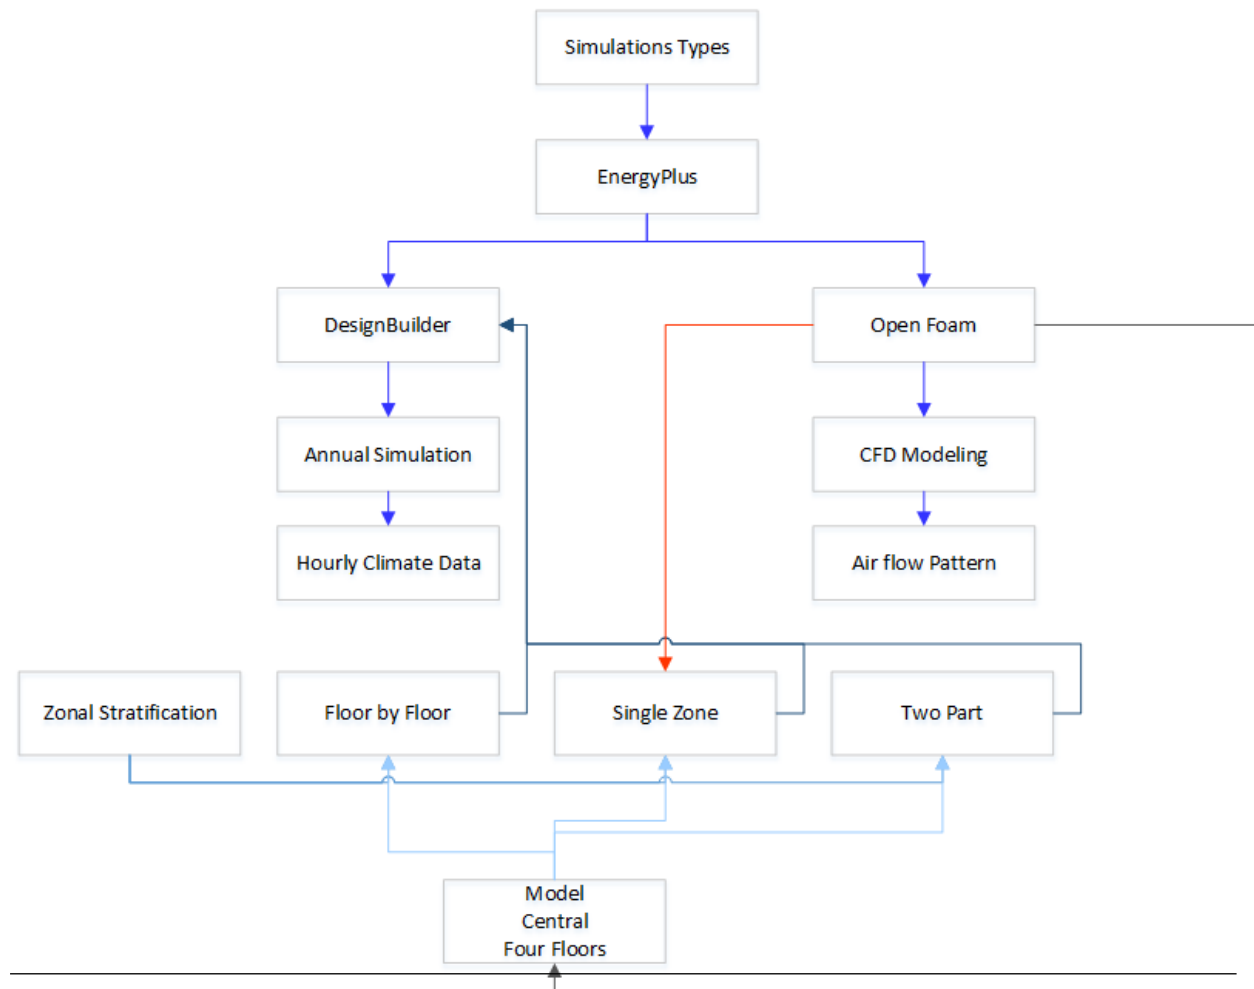 Simulations Types
EnergyPlus
DesignBuilder
Open Foam
Annual Simulation
CFD Modeling
Hourly Climate Data
Air flow Pattern
Zonal Stratification
Floor by Floor
Single Zone
Two Part
Model
Central
Four Floors